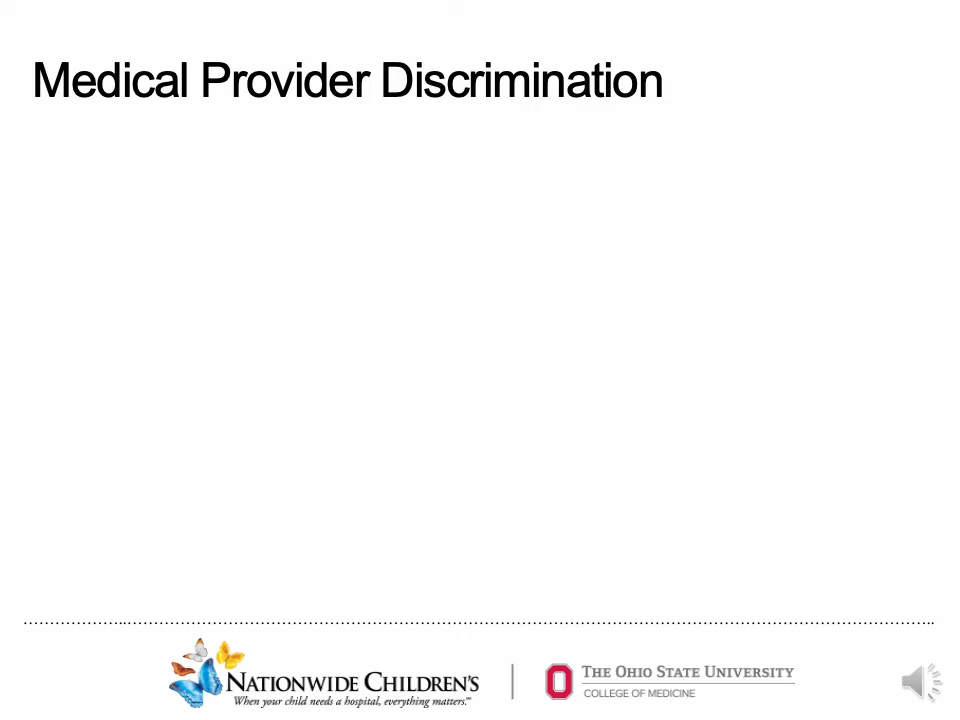 Medical Provider Discrimination
NATIONWIDE CHILDREN'S
When your child needs a hospital, everything matters.℠
THE OHIO STATE UNIVERSITY
COLLEGE OF MEDICINE